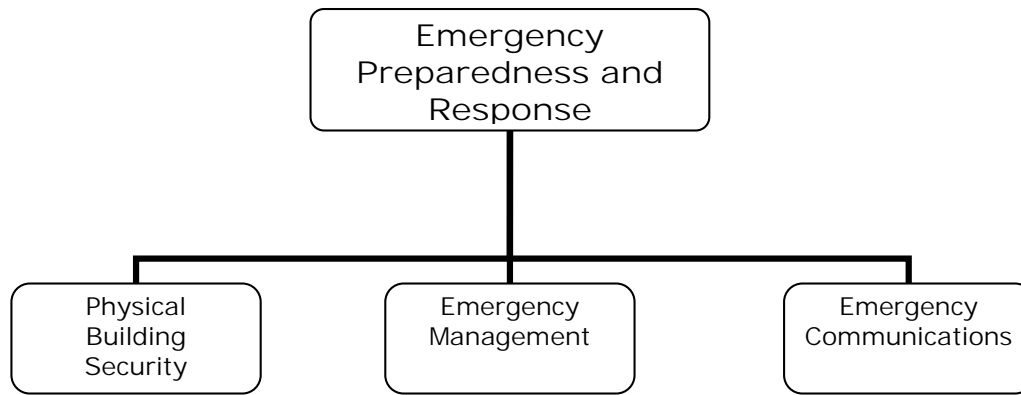 Emergency
Preparedness and
Response
Physical
Building
Security
Emergency
Management
Emergency
Communications